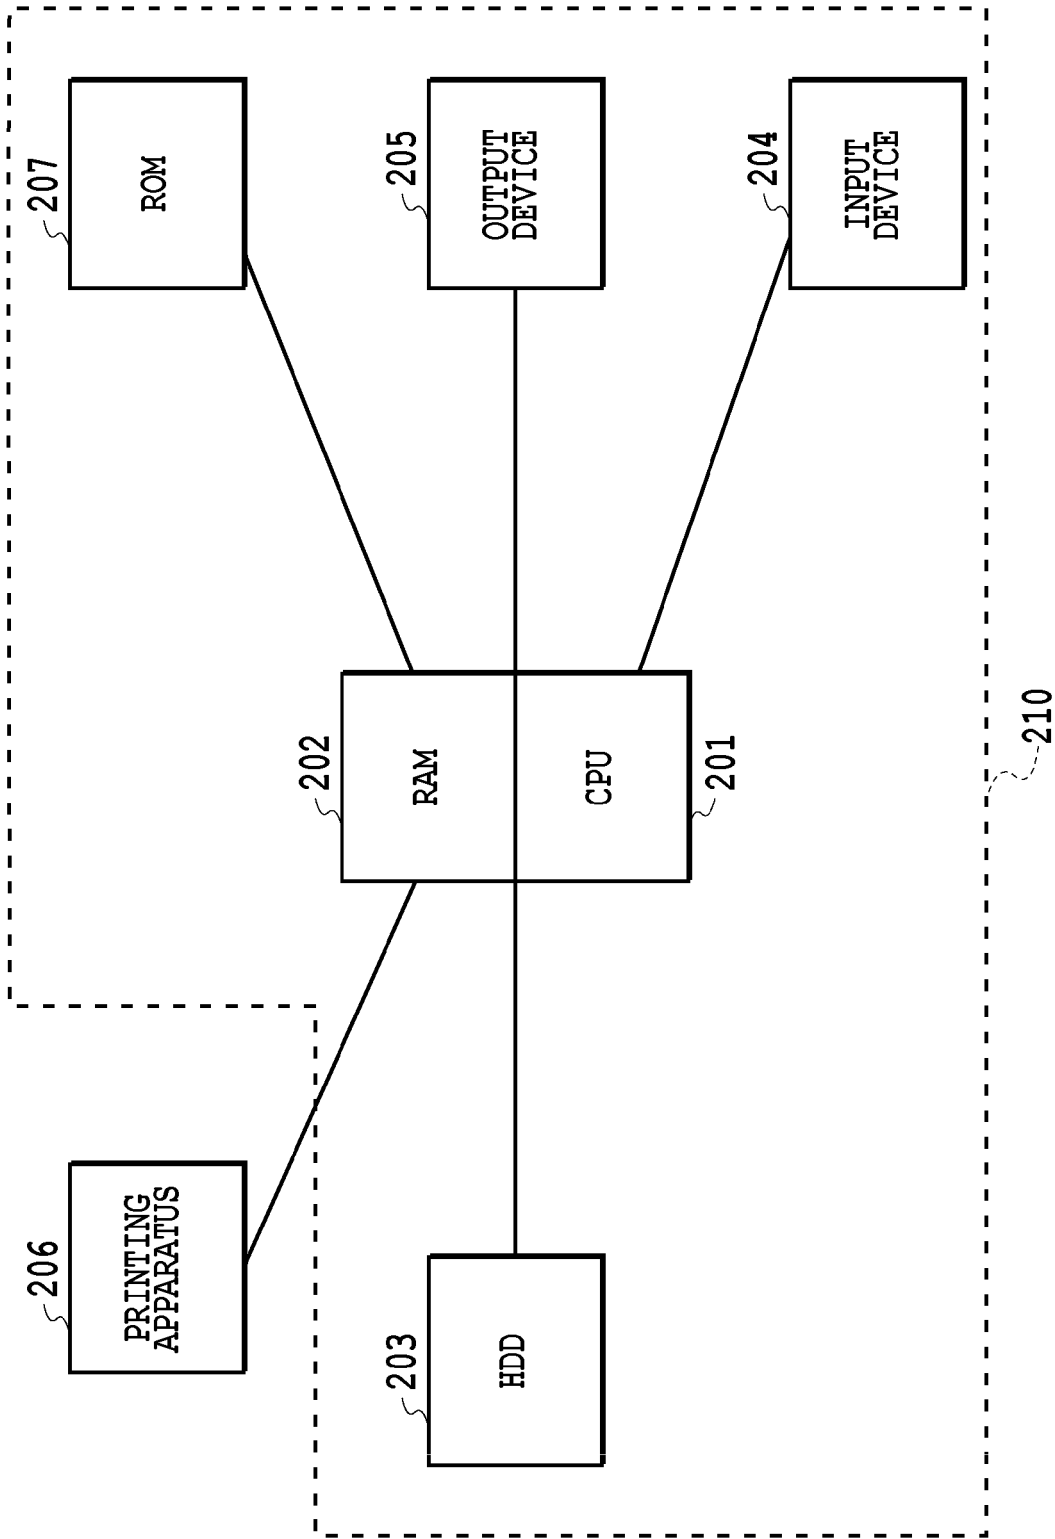 206
PRINTING
APPARATUS
207
ROM
202
RAM
203
HDD
205
OUTPUT
DEVICE
CPU
201
204
INPUT
DEVICE
210